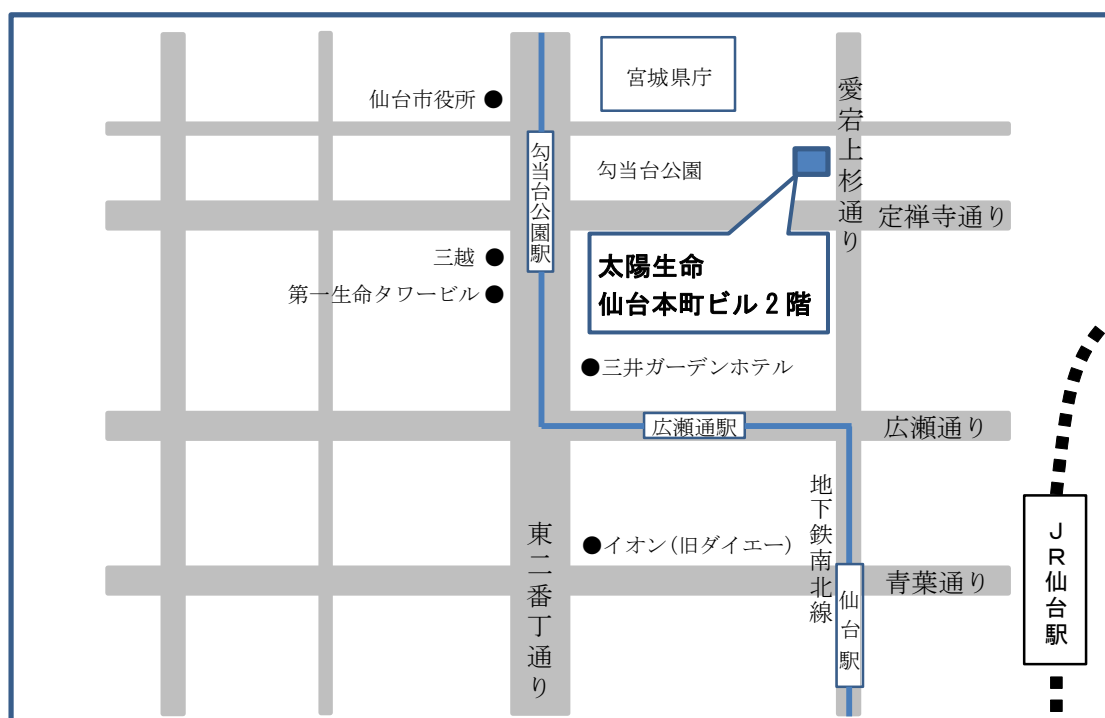 宮城県庁
仙台市役所 ●
愛宕上杉通り
勾当台公園駅
勾当台公園
定禅寺通り
三越 ●
太陽生命
仙台本町ビル2階
第一生命タワービル ●
●三井ガーデンホテル
広瀬通駅
広瀬通り
地下鉄南北線
東二番丁通り
●イオン(旧ダイエー)
JR仙台駅
仙台駅
青葉通り